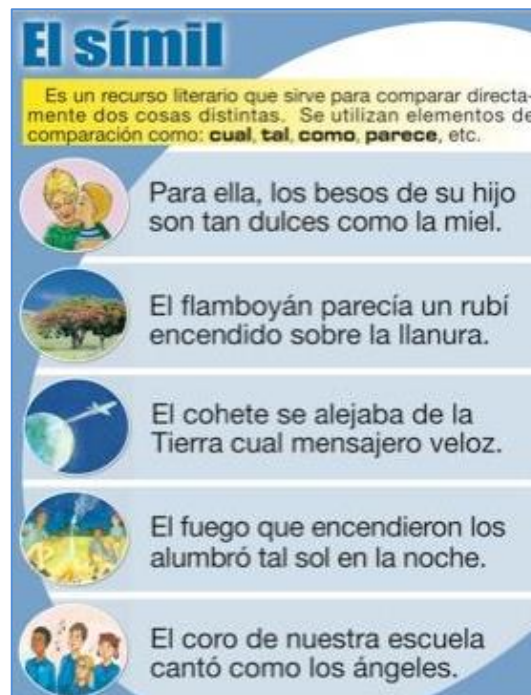 El símil
Es un recurso literario que sirve para comparar directa-
mente dos cosas distintas. Se utilizan elementos de
comparación como: cual, tal, como, parece, etc.
Para ella, los besos de su hijo
son tan dulces como la miel.
El flamboyán parecía un rubí
encendido sobre la llanura.
El cohete se alejaba de la
Tierra cual mensajero veloz.
El fuego que encendieron los
alumbró tal sol en la noche.
El coro de nuestra escuela
cantó como los ángeles.